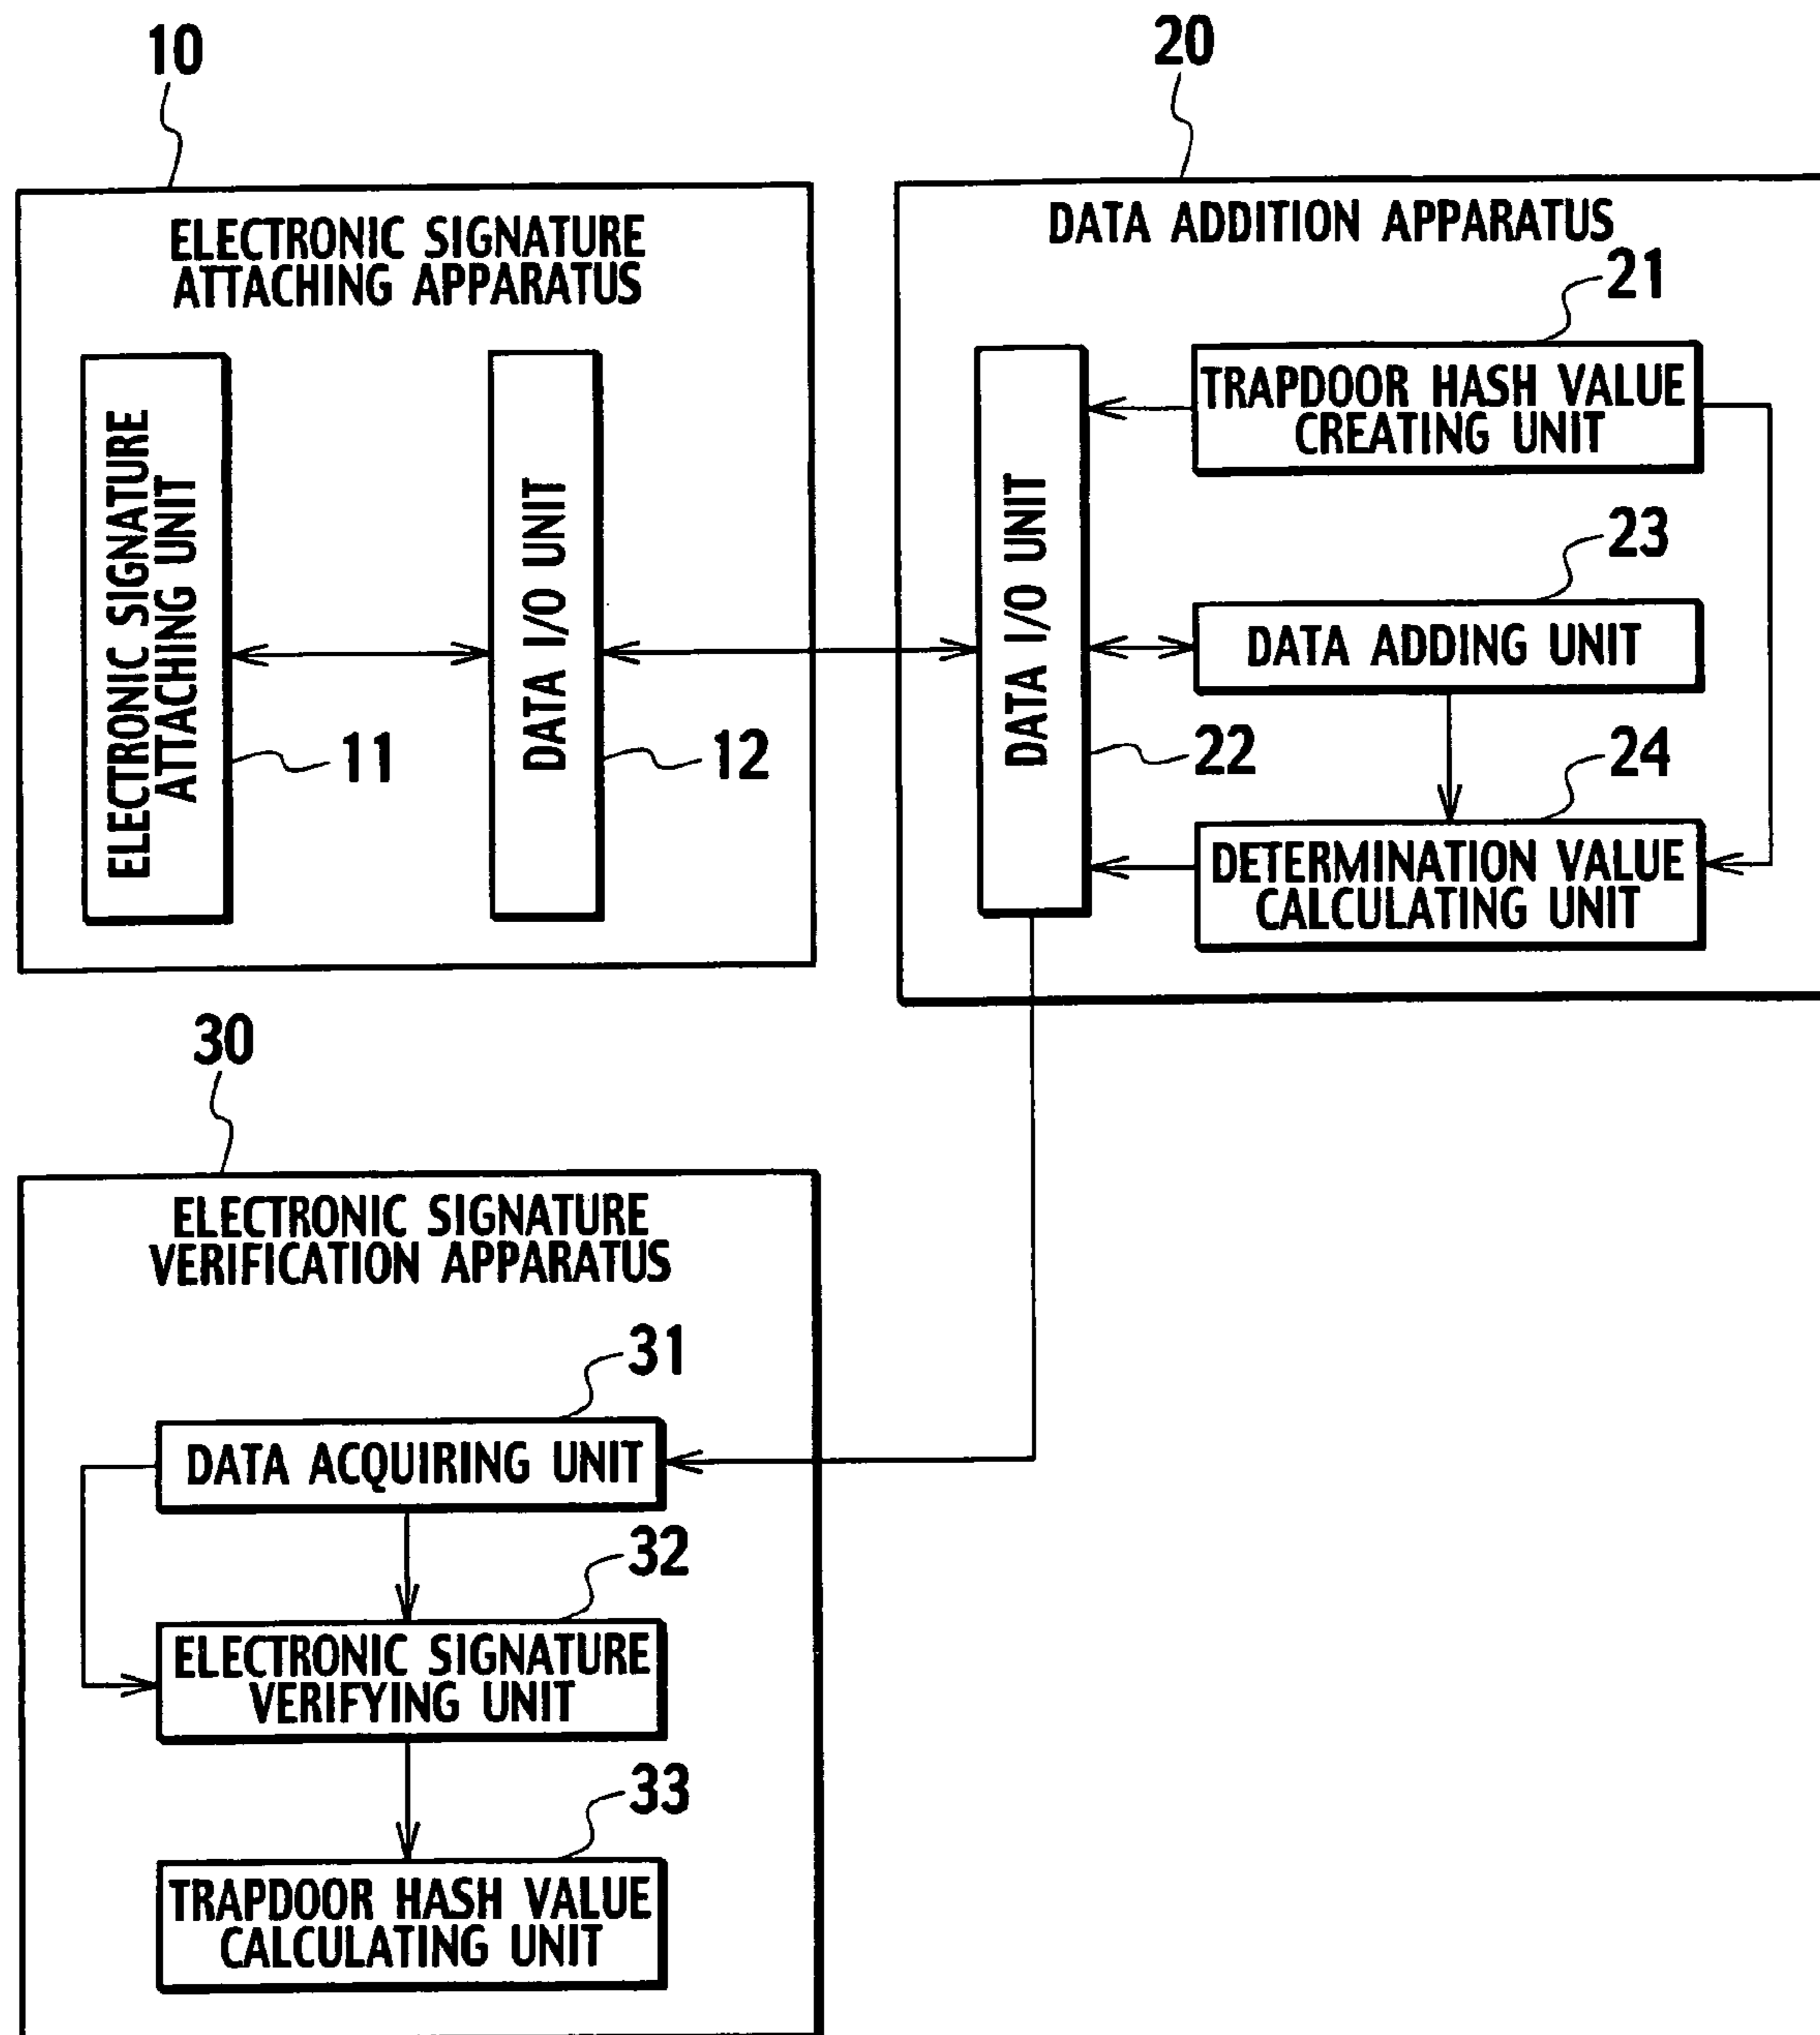 10
ELECTRONIC SIGNATURE
ATTACHING APPARATUS
ELECTRONIC SIGNATURE
ATTACHING UNIT
11
DATA I/O UNIT
12
20
DATA ADDITION APPARATUS
21
TRAPDOOR HASH VALUE
CREATING UNIT
DATA I/O UNIT
22
23
DATA ADDING UNIT
24
DETERMINATION VALUE
CALCULATING UNIT
30
ELECTRONIC SIGNATURE
VERIFICATION APPARATUS
31
DATA ACQUIRING UNIT
32
ELECTRONIC SIGNATURE
VERIFYING UNIT
33
TRAPDOOR HASH VALUE
CALCULATING UNIT